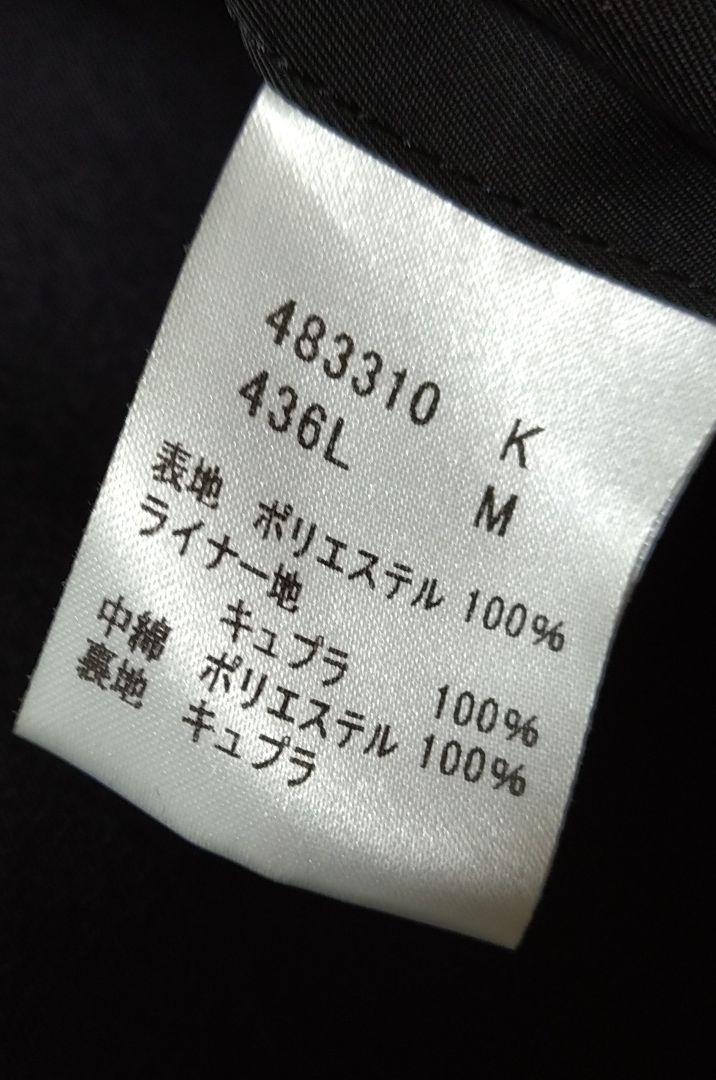 483310 K
436L M
表地 ポリエステル 100%
ライナー地
キュプラ 100%
中綿 ポリエステル 100%
裏地 キュプラ